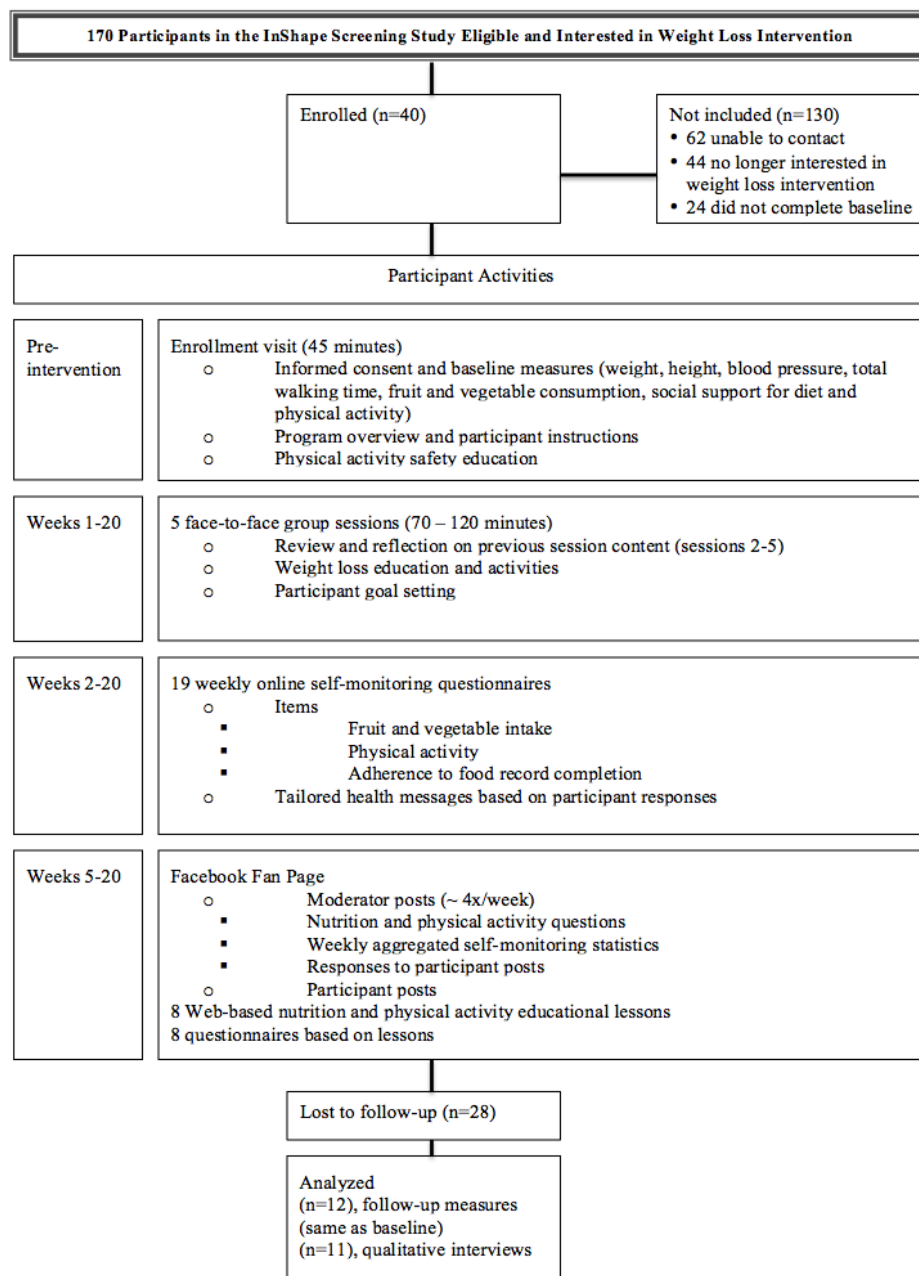 170 Participants in the InShape Screening Study Eligible and Interested in Weight Loss Intervention
Enrolled (n=40)
Not included (n=130)
▪ 62 unable to contact
▪ 44 no longer interested in
weight loss intervention
▪ 24 did not complete baseline
Participant Activities
Pre-
intervention
Enrollment visit (45 minutes)
o Informed consent and baseline measures (weight, height, blood pressure, total
walking time, fruit and vegetable consumption, social support for diet and
physical activity)
o Program overview and participant instructions
o Physical activity safety education
Weeks 1-20
5 face-to-face group sessions (70 – 120 minutes)
o Review and reflection on previous session content (sessions 2-5)
o Weight loss education and activities
o Participant goal setting
Weeks 2-20
19 weekly online self-monitoring questionnaires
o Items
▪ Fruit and vegetable intake
▪ Physical activity
▪ Adherence to food record completion
o Tailored health messages based on participant responses
Weeks 5-20
Facebook Fan Page
o Moderator posts (~ 4x/week)
▪ Nutrition and physical activity questions
▪ Weekly aggregated self-monitoring statistics
▪ Responses to participant posts
o Participant posts
8 Web-based nutrition and physical activity educational lessons
8 questionnaires based on lessons
Lost to follow-up (n=28)
Analyzed
(n=12), follow-up measures
(same as baseline)
(n=11), qualitative interviews